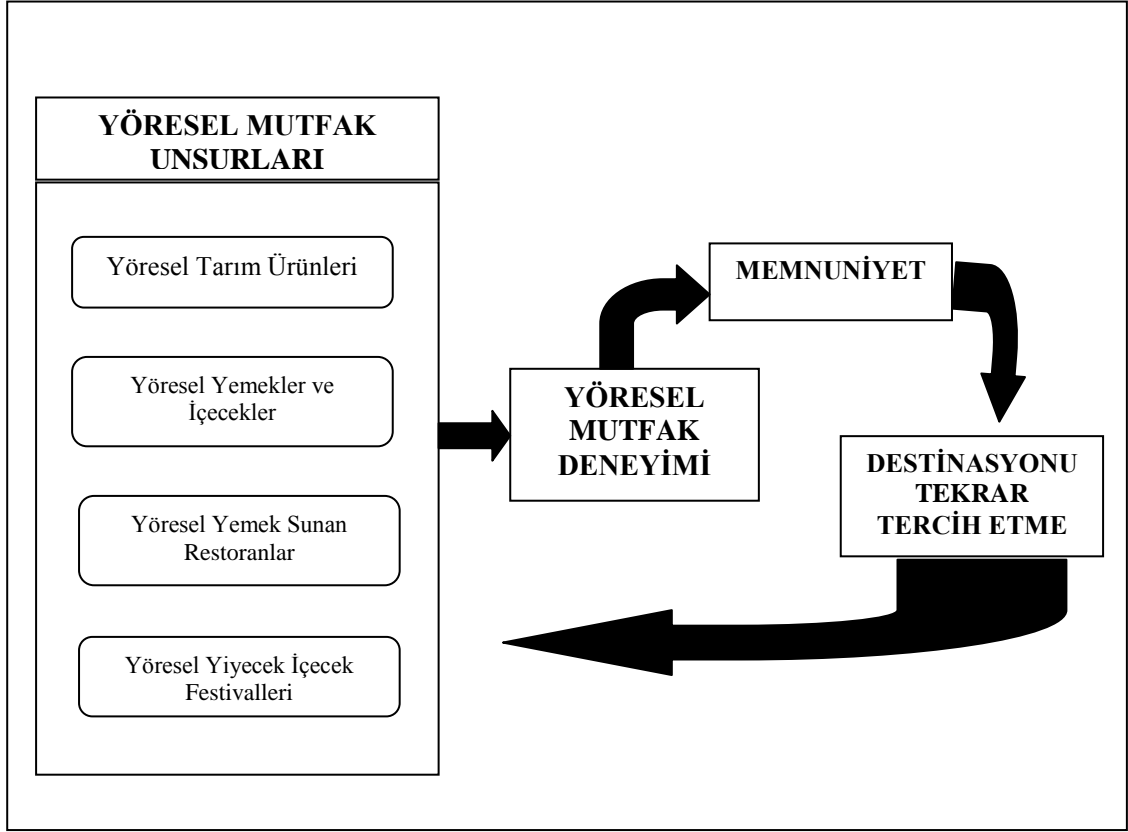 YÖRESEL MUTFAK
UNSURLARI
Yöresel Tarım Ürünleri
Yöresel Yemekler ve
İçecekler
Yöresel Yemek Sunan
Restoranlar
Yöresel Yiyecek İçecek
Festivalleri
YÖRESEL
MUTFAK
DENEYİMİ
MEMNUNİYET
DESTİNASYONU
TEKRAR
TERCİH ETME